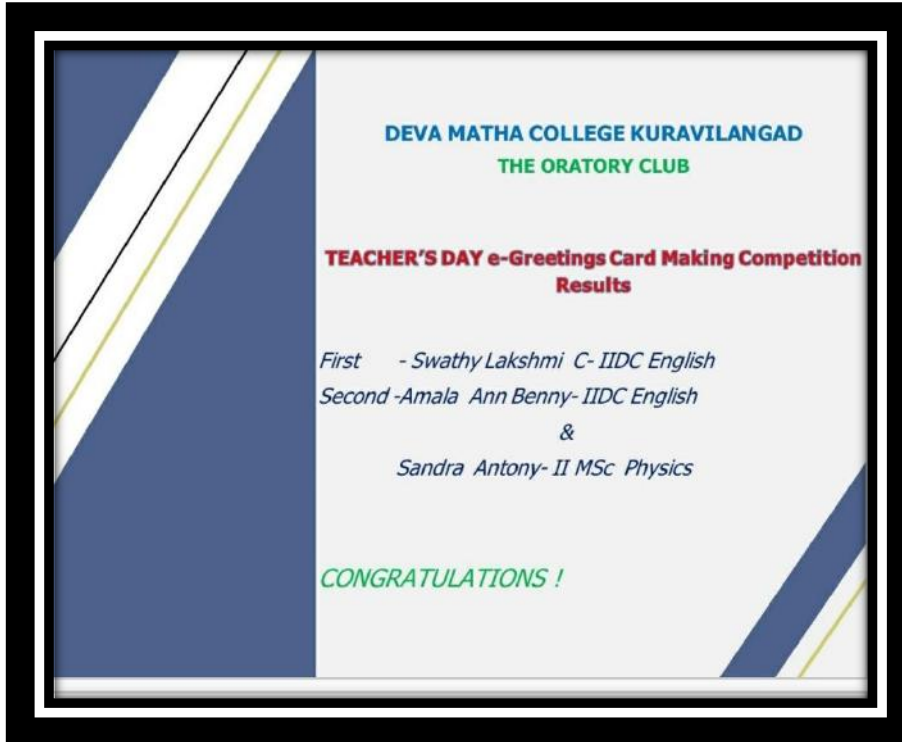 DEVA MATHA COLLEGE KURAVILANGAD
THE ORATORY CLUB
TEACHER'S DAY e-Greetings Card Making Competition
Results
First - Swathy Lakshmi C- IIDC English
Second -Amala Ann Benny- IIDC English
&
Sandra Antony- II MSc Physics
CONGRATULATIONS !